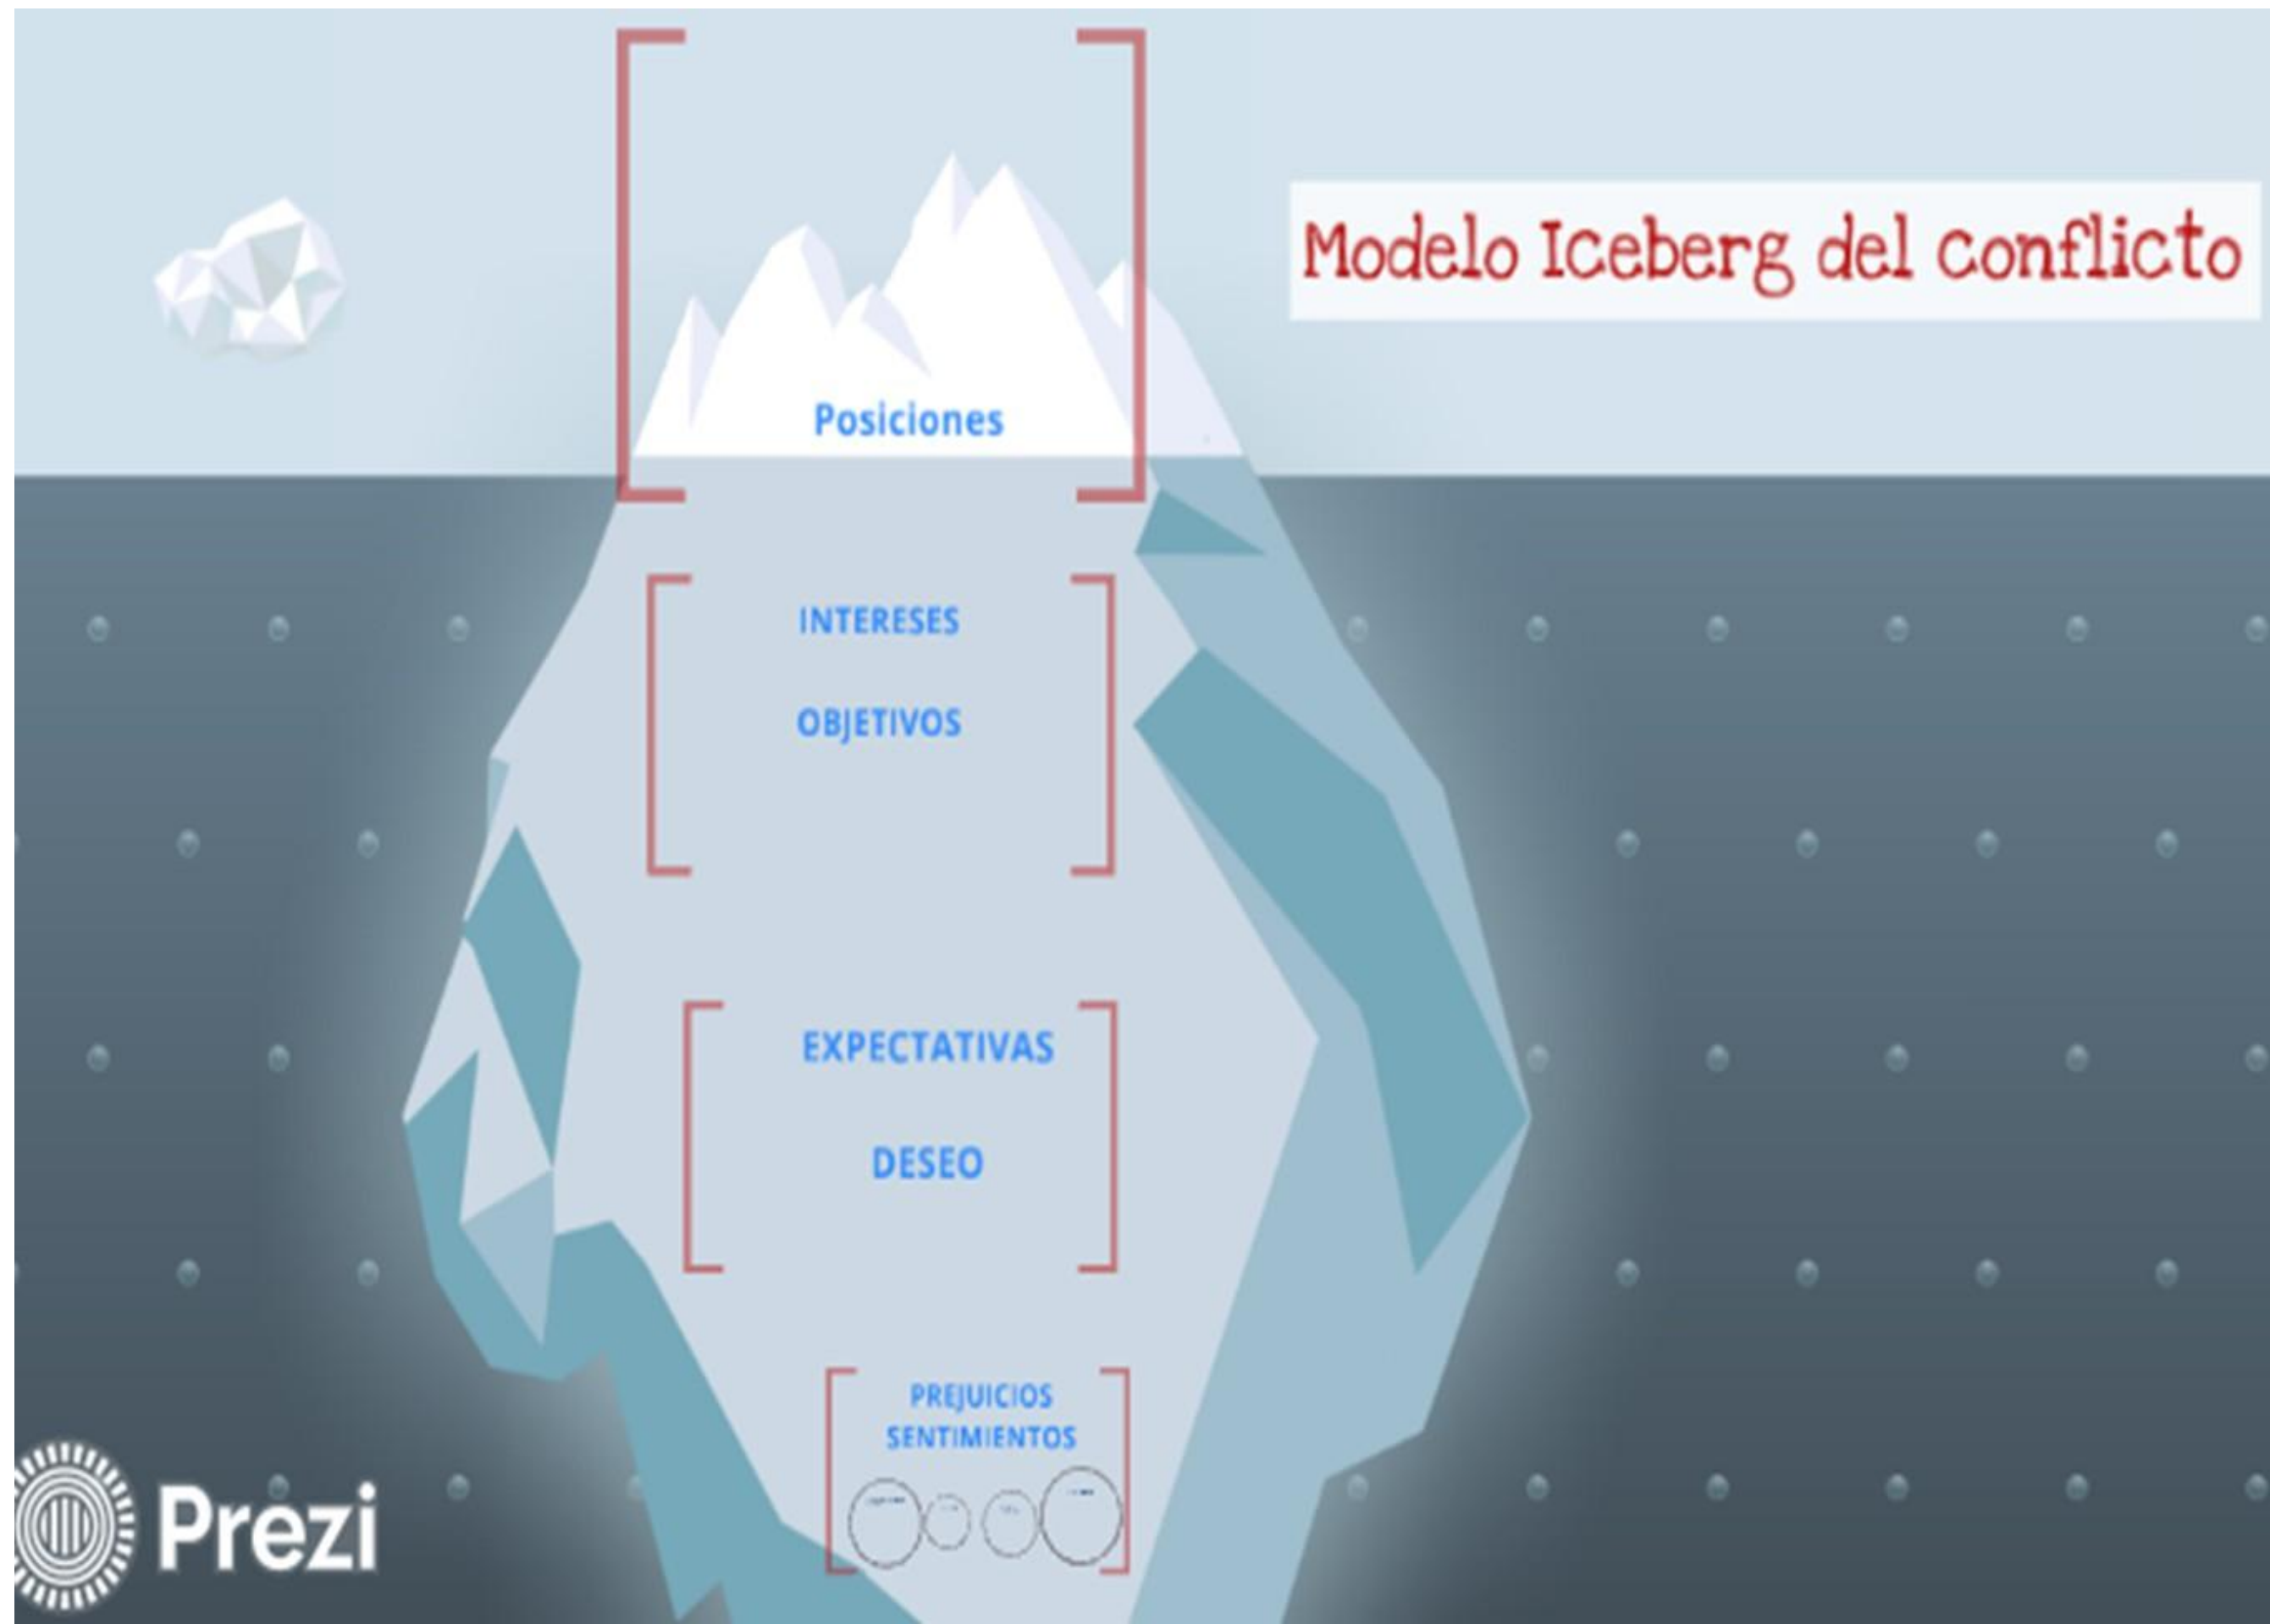 Modelo Iceberg del conflicto
Posiciones
INTERESES
OBJETIVOS
EXPECTATIVAS
DESEO
PREJUICIOS
SENTIMIENTOS
Prezi